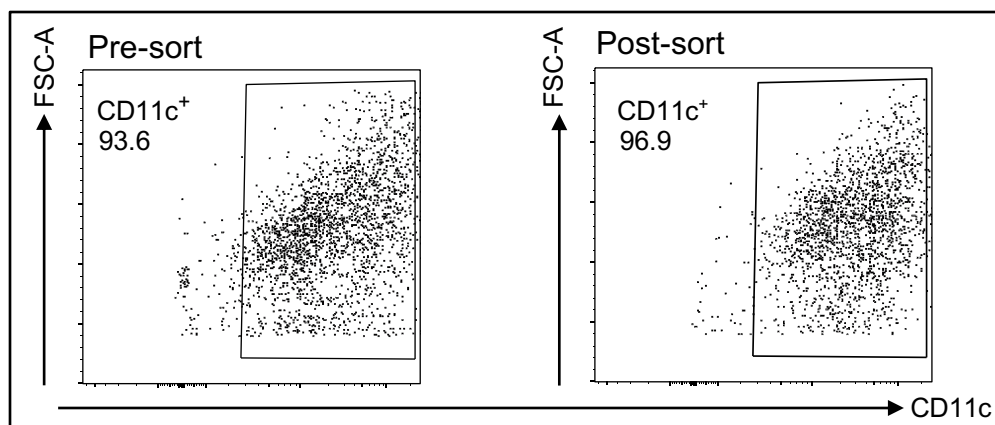 Pre-sort
FSC-A
CD11c⁺
93.6
Post-sort
FSC-A
CD11c⁺
96.9
CD11c